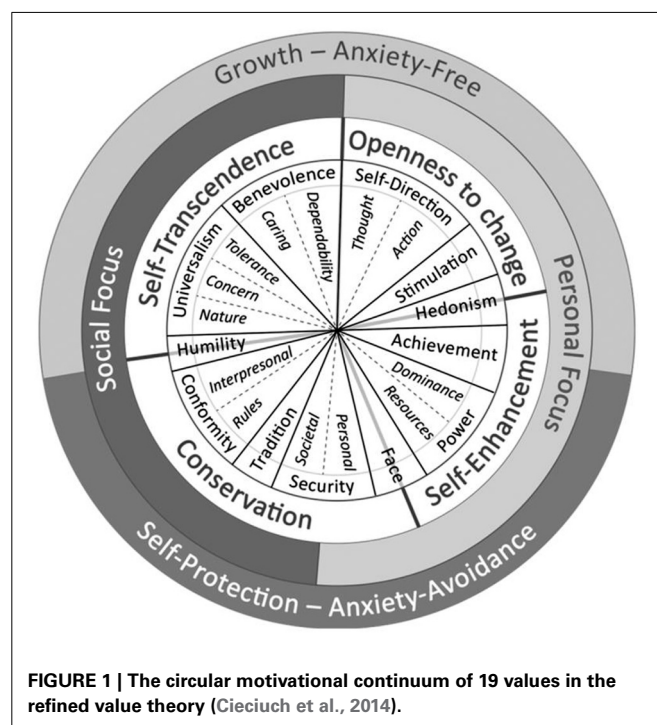 Growth – Anxiety-Free
Self-Transcendence
Openness to change
Benevolence
Self-Direction
Caring
Dependability
Thought
Action
Universalism
Tolerance
Concern
Nature
Stimulation
Hedonism
Social Focus
Personal Focus
Humility
Achievement
Interpresonal
Rules
Conformity
Tradition
Societal
Personal
Security
Face
Dominance
Resources
Power
Conservation
Self-Enhancement
Self-Protection – Anxiety-Avoidance
FIGURE 1 | The circular motivational continuum of 19 values in the
refined value theory (Cieciuch et al., 2014).